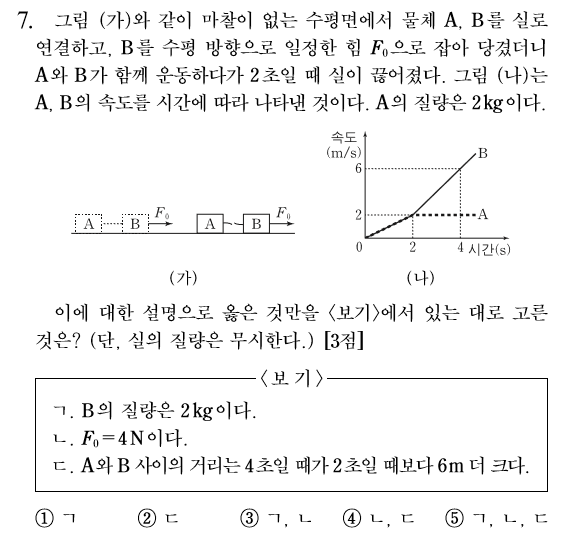 7. 그림 (가)와 같이 마찰이 없는 수평면에서 물체 A, B를 실로
연결하고, B를 수평 방향으로 일정한 힘 F₀으로 잡아 당겼더니
A와 B가 함께 운동하다가 2초일 때 실이 끊어졌다. 그림 (나)는
A, B의 속도를 시간에 따라 나타낸 것이다. A의 질량은 2kg이다.
A B F₀ A B F₀
(가)
속도
(m/s)
6
2
0 2 4 시간(s)
B
A
(나)
이에 대한 설명으로 옳은 것만을 〈보기〉에서 있는 대로 고른
것은? (단, 실의 질량은 무시한다.) [3점]
〈보 기〉
ㄱ. B의 질량은 2kg이다.
ㄴ. F₀=4N이다.
ㄷ. A와 B 사이의 거리는 4초일 때가 2초일 때보다 6m 더 크다.
① ㄱ ② ㄷ ③ ㄱ, ㄴ ④ ㄴ, ㄷ ⑤ ㄱ, ㄴ, ㄷ